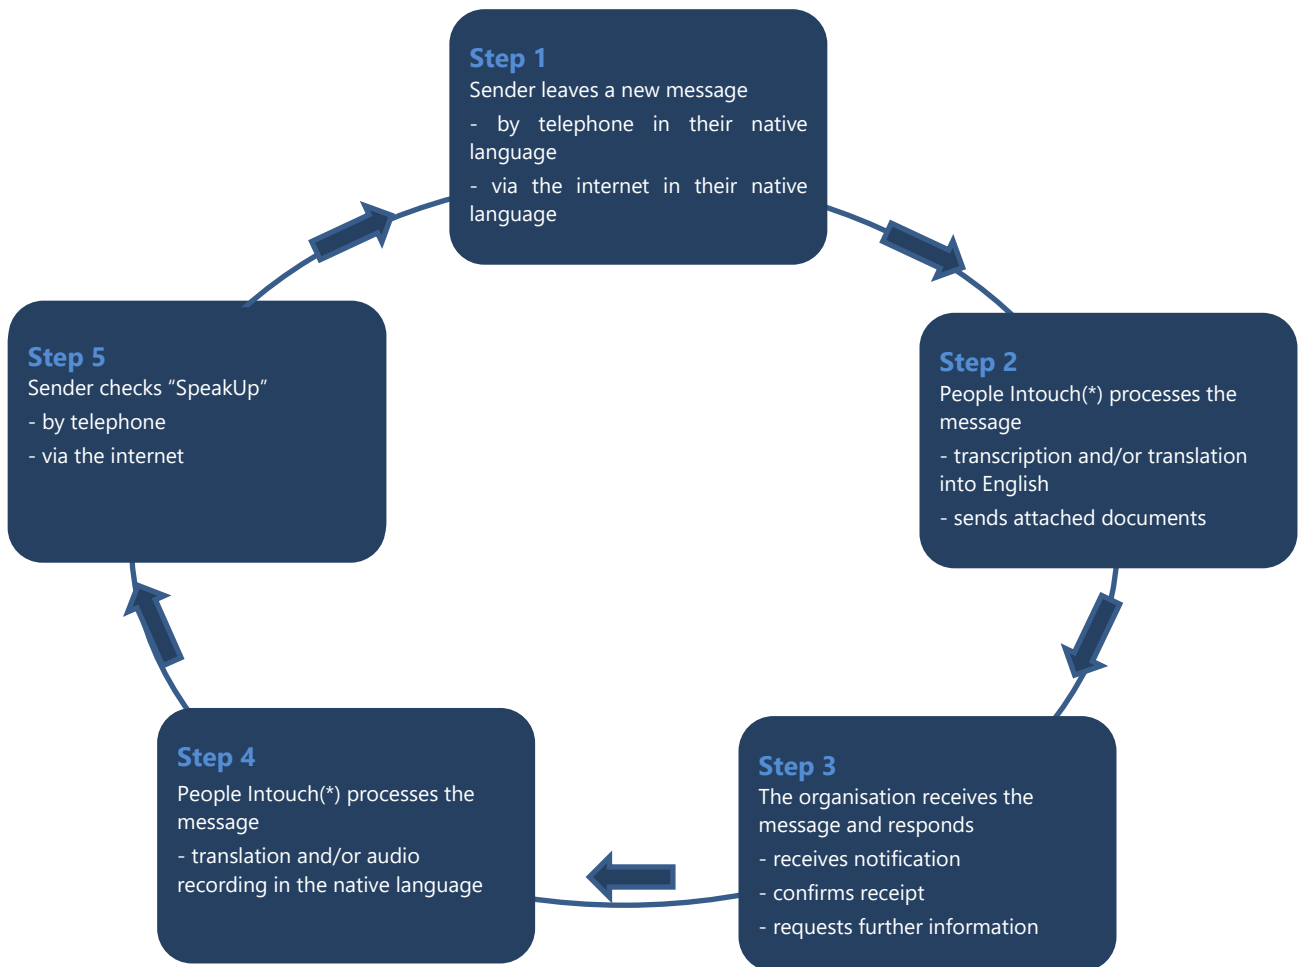 Step 1
Sender leaves a new message
- by telephone in their native
language
- via the internet in their native
language
Step 2
People Intouch(*) processes the
message
- transcription and/or translation
into English
- sends attached documents
Step 3
The organisation receives the
message and responds
- receives notification
- confirms receipt
- requests further information
Step 4
People Intouch(*) processes the
message
- translation and/or audio
recording in the native language
Step 5
Sender checks “SpeakUp”
- by telephone
- via the internet